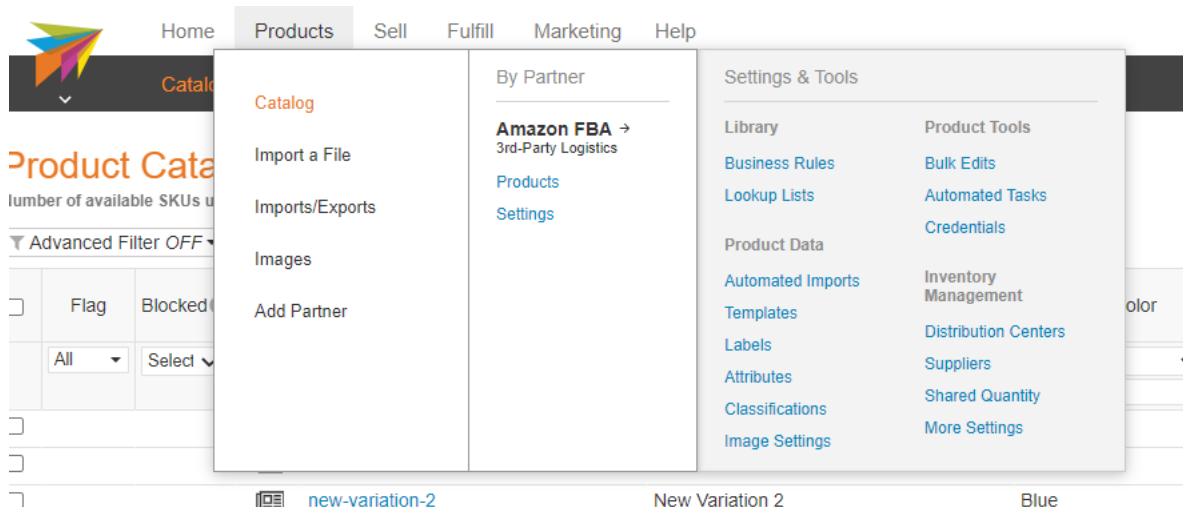 Home Products Sell Fulfill Marketing Help
Catalo
Catalog
Import a File
Imports/Exports
Images
Add Partner
By Partner
Amazon FBA →
3rd-Party Logistics
Products
Settings
Settings & Tools
Library
Business Rules
Lookup Lists
Product Data
Automated Imports
Templates
Labels
Attributes
Classifications
Image Settings
Product Tools
Bulk Edits
Automated Tasks
Credentials
Inventory
Management
Distribution Centers
Suppliers
Shared Quantity
More Settings
Product Cata
Number of available SKUs u
Advanced Filter OFF
Flag Blocked olor
All Select
new-variation-2 New Variation 2 Blue